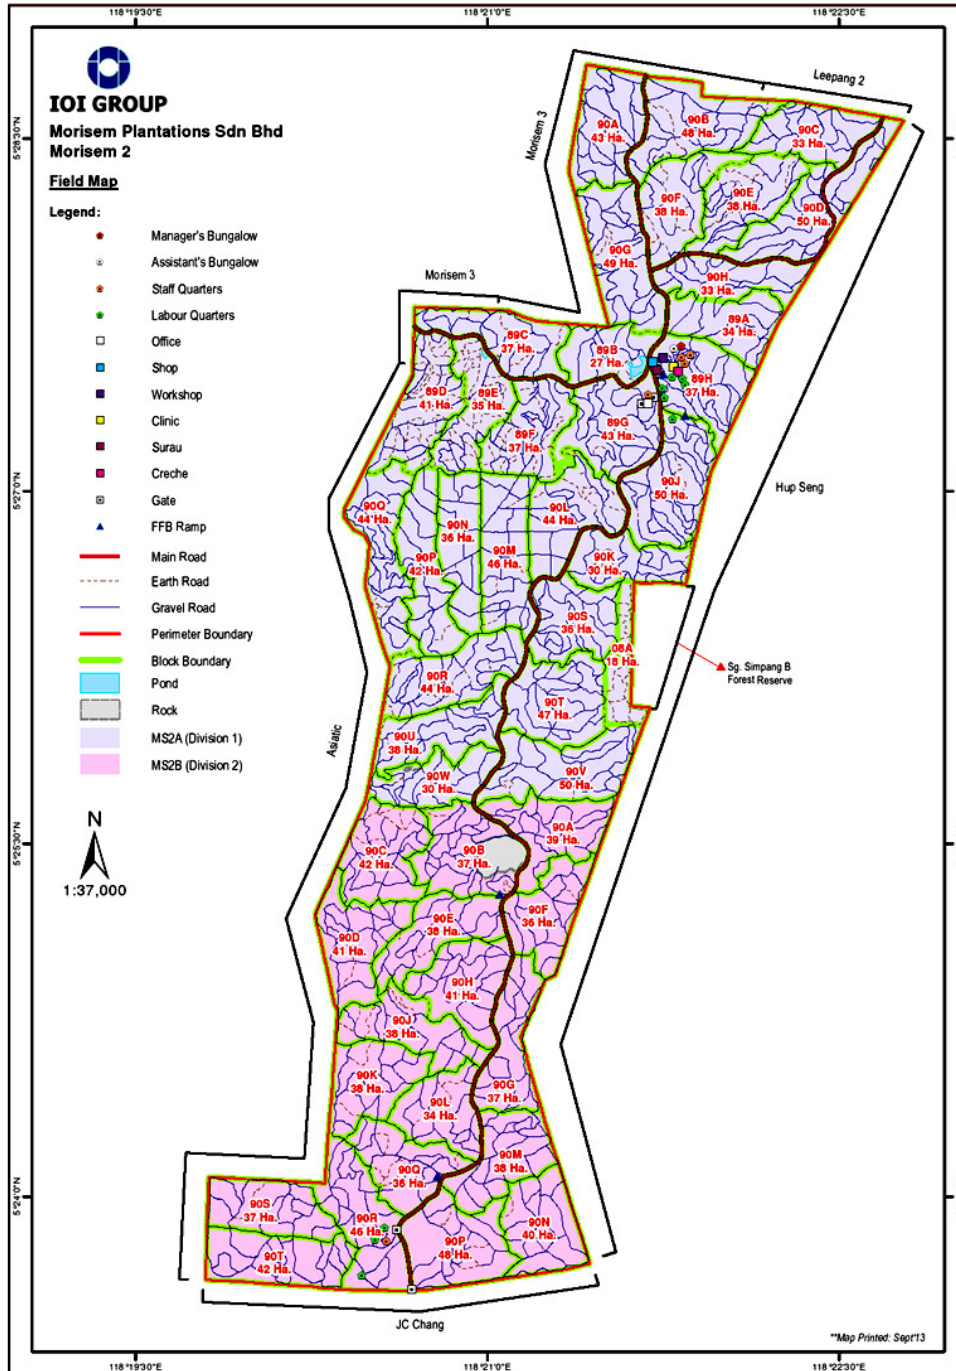 118°19'30"E
118°21'0"E
118°22'30"E
IOI GROUP
Morisem Plantations Sdn Bhd
Morisem 2
Field Map
Legend:
Manager's Bungalow
Assistant's Bungalow
Staff Quarters
Labour Quarters
Office
Shop
Workshop
Clinic
Surau
Creche
Gate
FFB Ramp
Main Road
Earth Road
Gravel Road
Perimeter Boundary
Block Boundary
Pond
Rock
MS2A (Division 1)
MS2B (Division 2)
N
1:37,000
5°28'30"N
5°27'0"N
5°25'30"N
5°24'0"N
Leepang 2
Morisem 3
Morisem 3
Hup Seng
Asiatic
Sg. Simpang B
Forest Reserve
JC Chang
90A
43 Ha.
90B
48 Ha.
90C
33 Ha.
90F
38 Ha.
90E
38 Ha.
90D
50 Ha.
90G
49 Ha.
90H
33 Ha.
89A
34 Ha.
89C
37 Ha.
89B
27 Ha.
89H
37 Ha.
89D
41 Ha.
89E
35 Ha.
89F
37 Ha.
89G
43 Ha.
90J
50 Ha.
90Q
44 Ha.
90N
36 Ha.
90L
44 Ha.
90P
42 Ha.
90M
46 Ha.
90K
30 Ha.
90S
36 Ha.
08A
18 Ha.
90R
44 Ha.
90T
47 Ha.
90U
38 Ha.
90W
30 Ha.
90V
50 Ha.
90A
39 Ha.
90C
42 Ha.
90B
37 Ha.
90F
36 Ha.
90E
38 Ha.
90D
41 Ha.
90H
41 Ha.
90J
38 Ha.
90K
38 Ha.
90G
37 Ha.
90L
34 Ha.
90M
38 Ha.
90Q
36 Ha.
90S
37 Ha.
90R
46 Ha.
90N
40 Ha.
90P
48 Ha.
90T
42 Ha.
**Map Printed: Sept'13
118°19'30"E
118°21'0"E
118°22'30"E